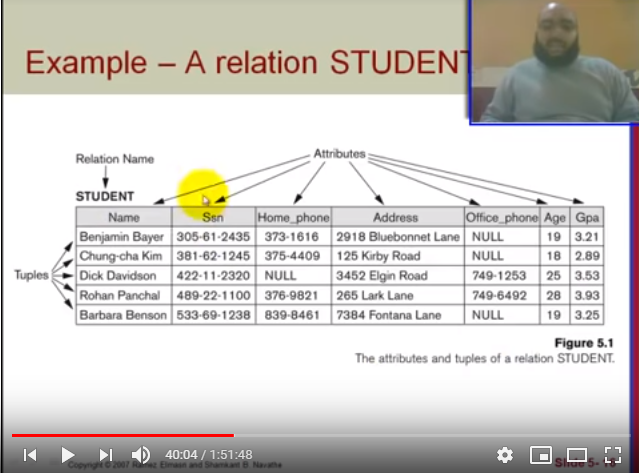 Example – A relation STUDENT
Relation Name
Attributes
STUDENT
Name Ssn Home_phone Address Office_phone Age Gpa
Benjamin Bayer 305-61-2435 373-1616 2918 Bluebonnet Lane NULL 19 3.21
Chung-cha Kim 381-62-1245 375-4409 125 Kirby Road NULL 18 2.89
Tuples Dick Davidson 422-11-2320 NULL 3452 Elgin Road 749-1253 25 3.53
Rohan Panchal 489-22-1100 376-9821 265 Lark Lane 749-6492 28 3.93
Barbara Benson 533-69-1238 839-8461 7384 Fontana Lane NULL 19 3.25
Figure 5.1
The attributes and tuples of a relation STUDENT.
40:04 / 1:51:48
Copyright © 2007 Ramez Elmasri and Shamkant B. Navathe
Slide 5-